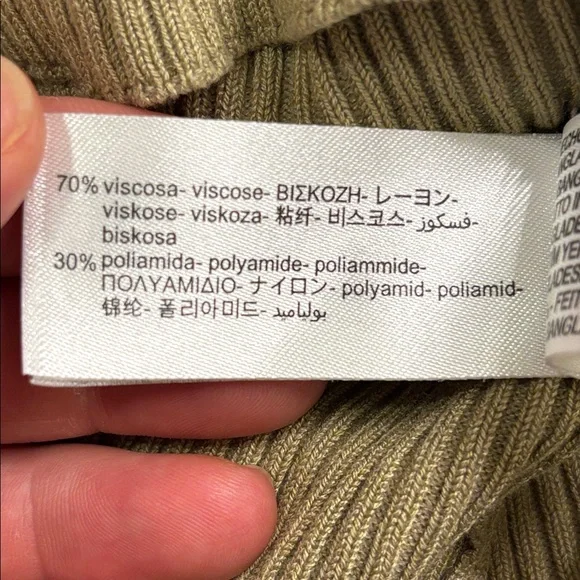 70% viscosa- viscose- ΒΙΣΚΟΖΗ- レーヨン-
viskose- viskoza- 粘纤- 비스코스- فسكوز-
biskosa
30% poliamida- polyamide- poliammide-
ΠΟΛΥΑΜΙΔΙΟ- ナイロン- polyamid- poliamid-
锦纶- 폴리아미드- بولياميد